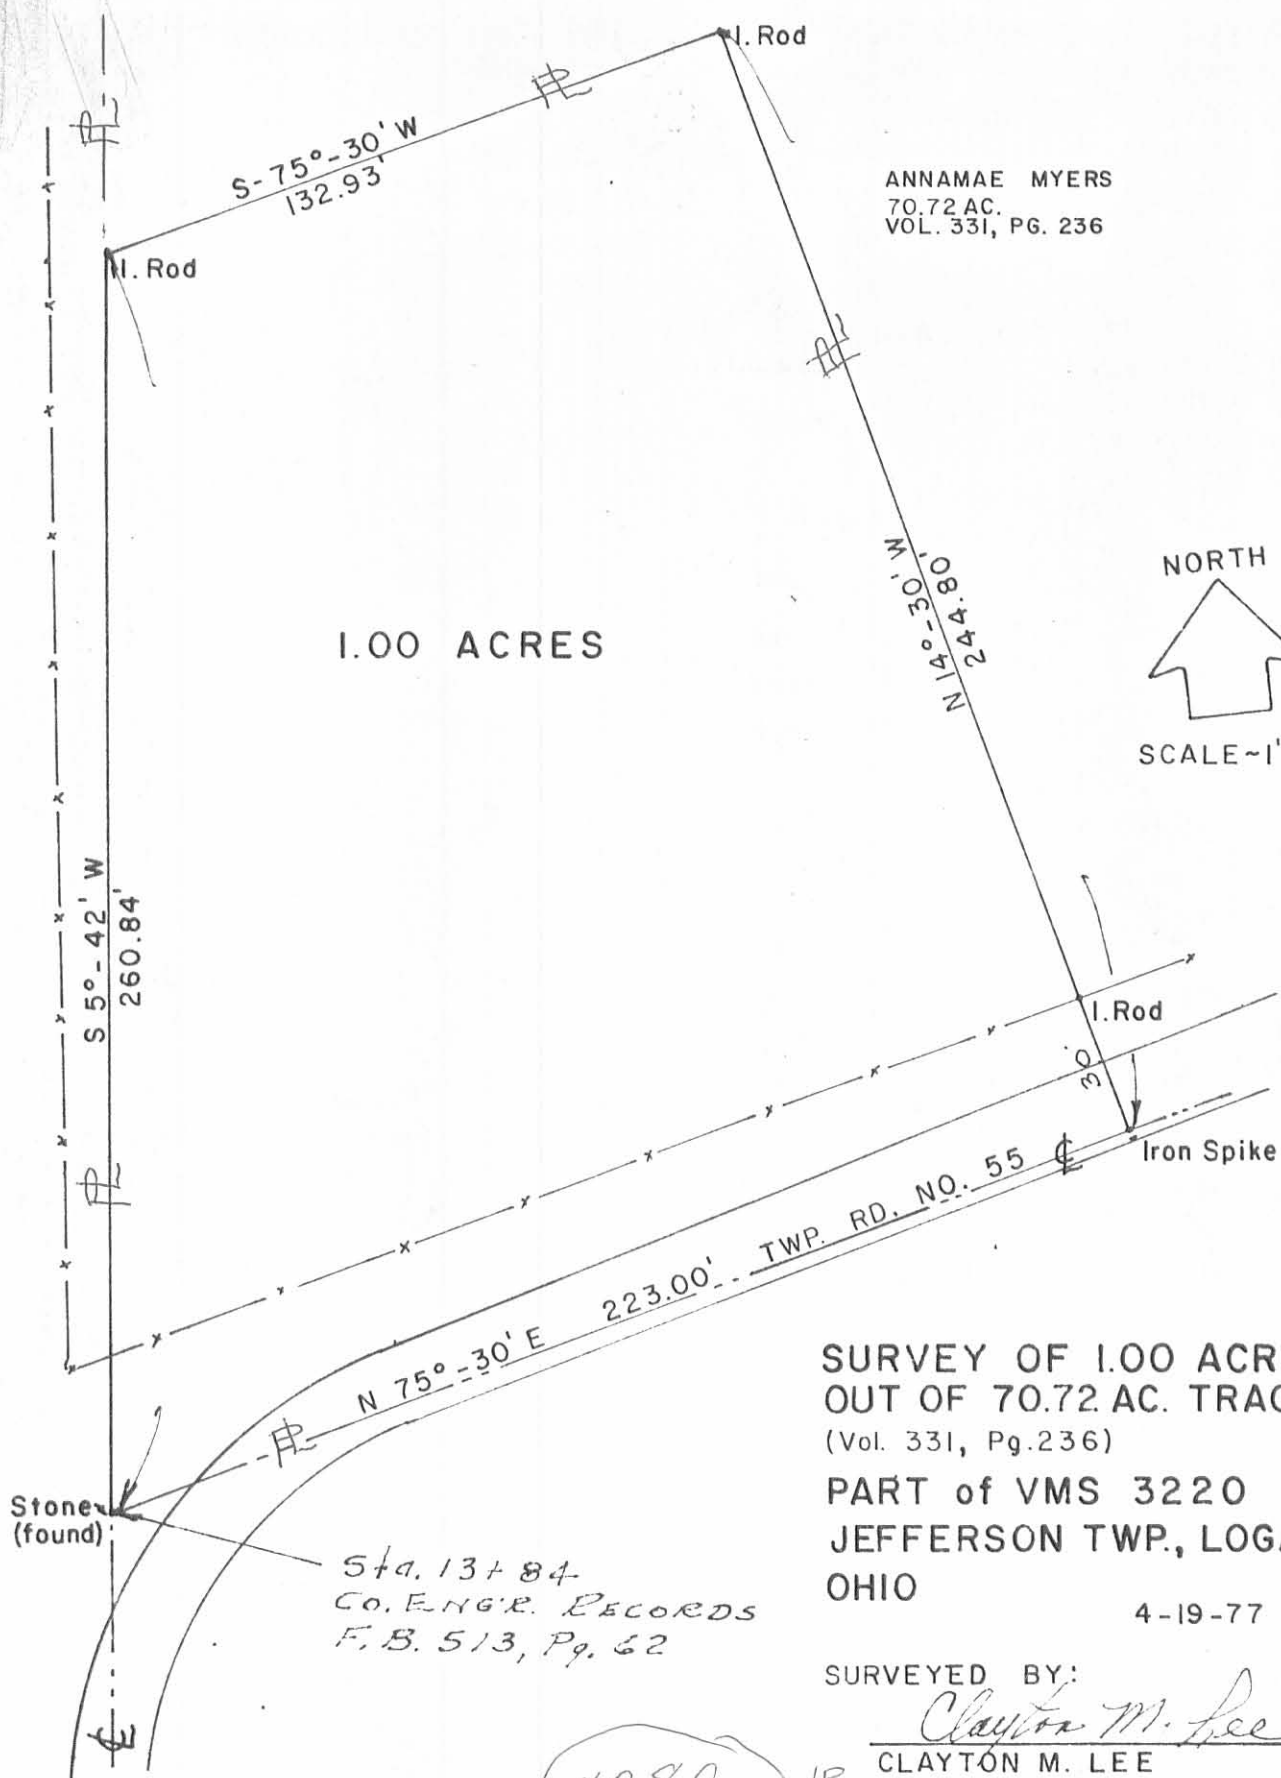 I. Rod
S-75°-30' W
132.93'
I. Rod
ANNAMAE MYERS
70.72 AC.
VOL. 331, PG. 236
N 14°-30' W
244.80'
NORTH
SCALE~1"
1.00 ACRES
S 5°-42' W
260.84'
I. Rod
30'
Iron Spike
N 75°-30' E 223.00' TWP. RD. NO. 55
Stone
(found)
Sta. 13+84
CO. ENGR. RECORDS
F.B. 513, Pg. 62
SURVEY OF 1.00 ACR
OUT OF 70.72 AC. TRAC
(Vol. 331, Pg. 236)
PART of VMS 3220
JEFFERSON TWP., LOGA
OHIO
4-19-77
SURVEYED BY:
Clayton M. Lee
CLAYTON M. LEE